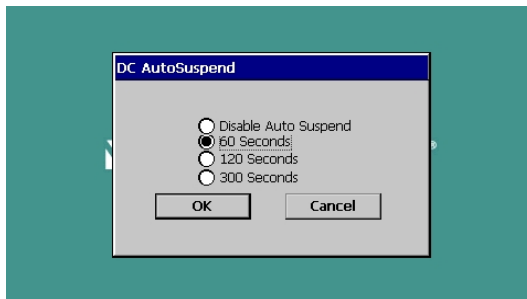 DC AutoSuspend
Disable Auto Suspend
60 Seconds
120 Seconds
300 Seconds
OK
Cancel
®